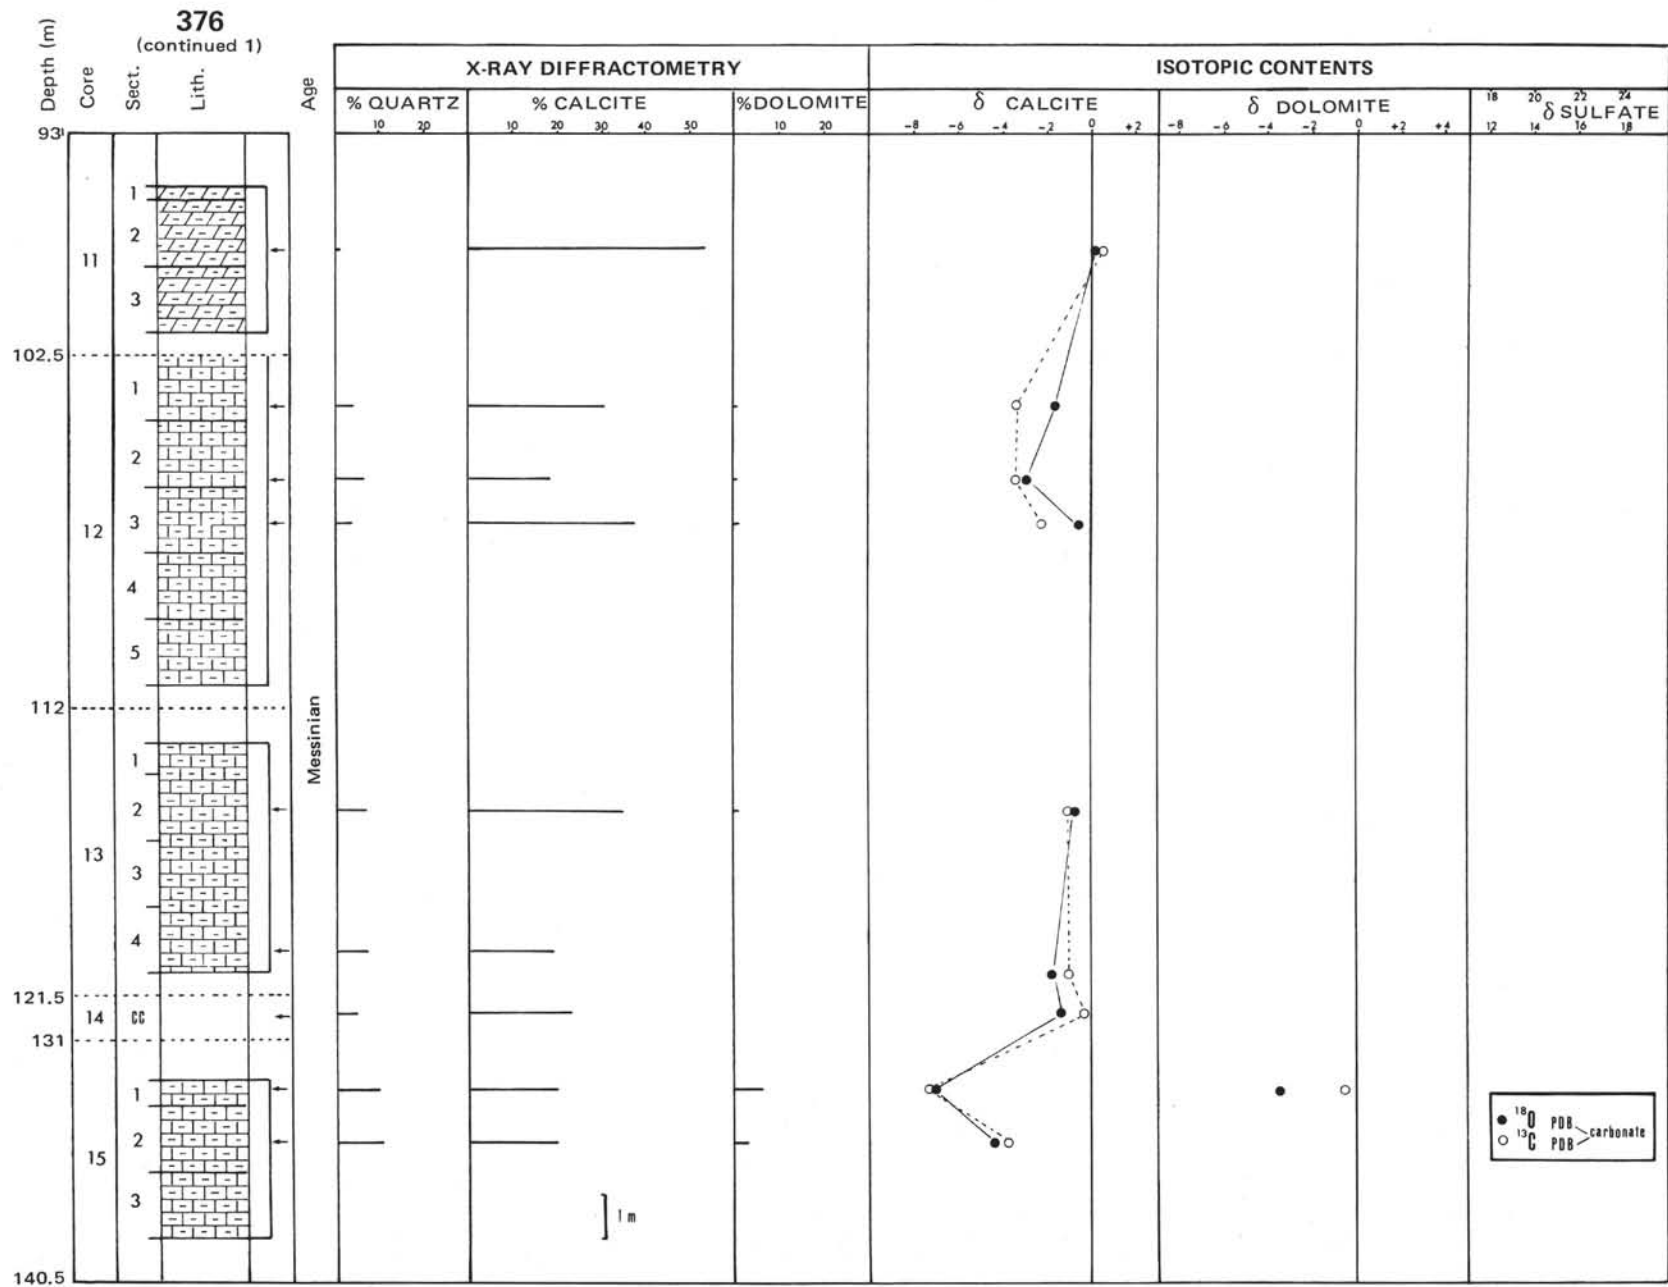 376
(continued 1)
Depth (m)
Core
Sect.
Lith.
Age
X-RAY DIFFRACTOMETRY
ISOTOPIC CONTENTS
% QUARTZ
% CALCITE
%DOLOMITE
δ CALCITE
δ DOLOMITE
18 20 22 24
δ SULFATE
10 20
10 20 30 40 50
10 20
-8 -6 -4 -2 0 +2
-8 -6 -4 -2 0 +2 +4
12 14 16 18
93
1
2
11
3
102.5
1
2
3
12
4
5
112
Messinian
1
2
13
3
4
121.5
14 CC
131
1
2
15
3
1 m
140.5
18O PDB
carbonate
13C PDB